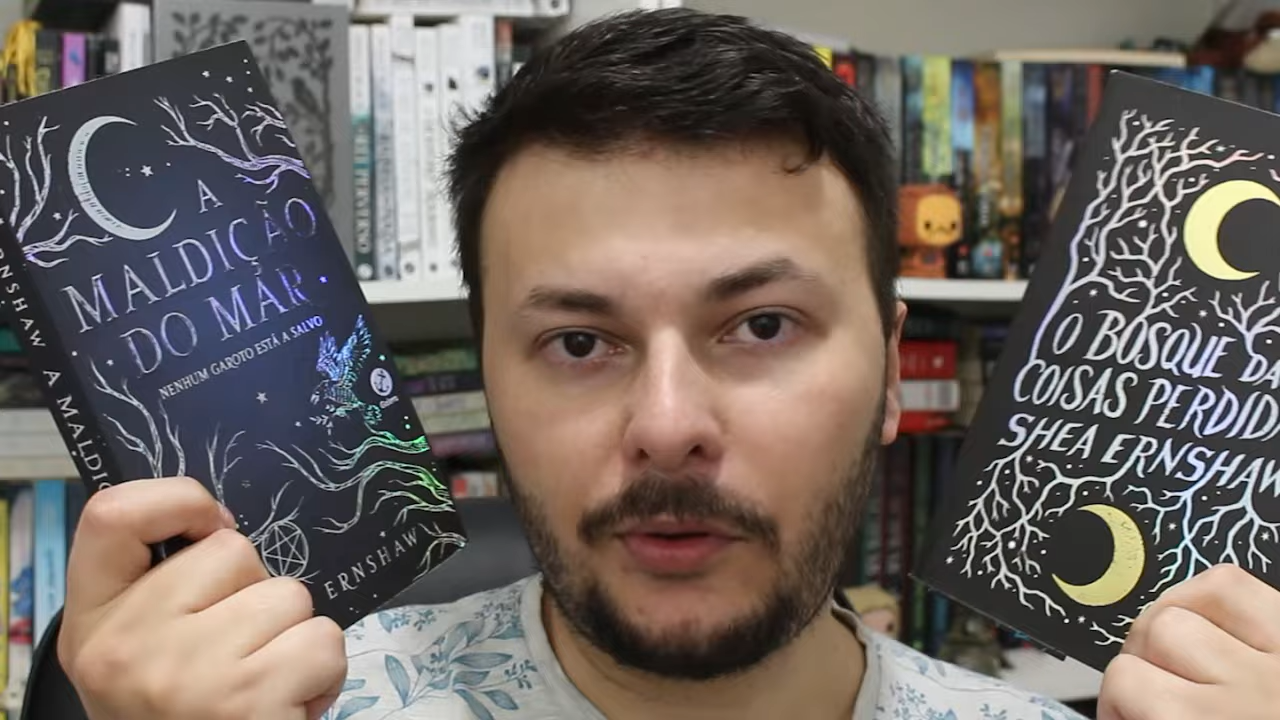 A
MALDIÇÃO
DO MAR
NENHUM GAROTO ESTÁ A SALVO
ERNSHAW
ERNSHAW A MALDIÇ
O BOSQUE DA
COISAS PERDID
SHEA ERNSHAW